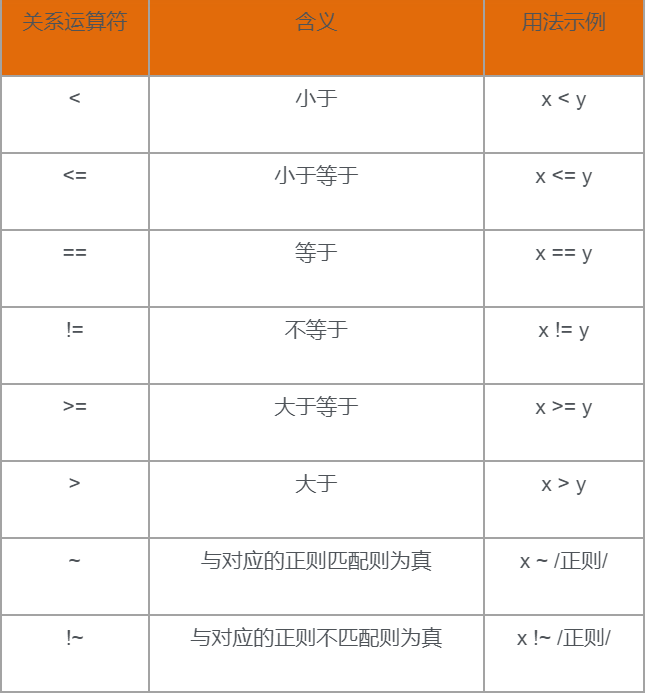 关系运算符 含义 用法示例
< 小于 x < y
<= 小于等于 x <= y
== 等于 x == y
!= 不等于 x != y
>= 大于等于 x >= y
> 大于 x > y
~ 与对应的正则匹配则为真 x ~ /正则/
!~ 与对应的正则不匹配则为真 x !~ /正则/